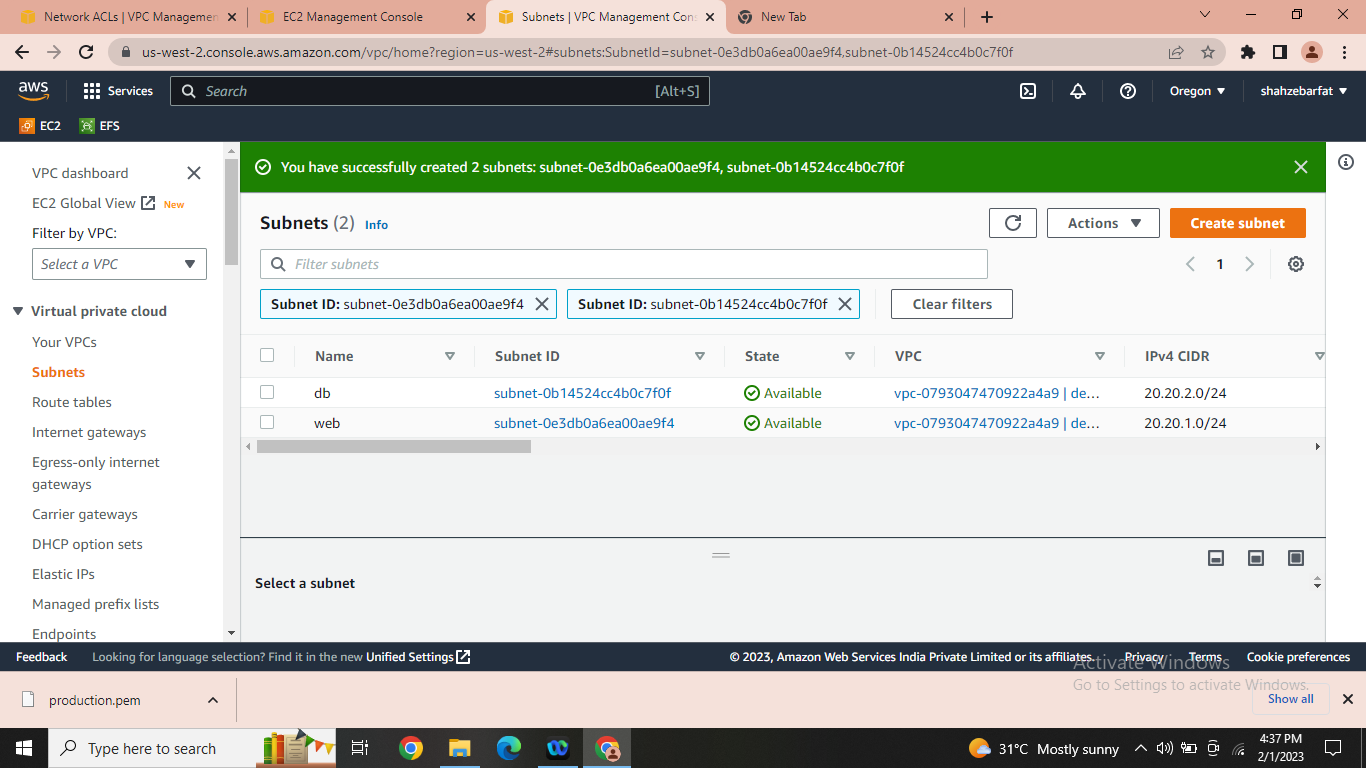 Network ACLs | VPC Managemen
EC2 Management Console
Subnets | VPC Management Cons
New Tab
us-west-2.console.aws.amazon.com/vpc/home?region=us-west-2#subnets:SubnetId=subnet-0e3db0a6ea00ae9f4,subnet-0b14524cc4b0c7f0f
aws
Services
Search
[Alt+S]
Oregon
shahzebarfat
EC2
EFS
VPC dashboard
EC2 Global View
New
Filter by VPC:
Select a VPC
Virtual private cloud
Your VPCs
Subnets
Route tables
Internet gateways
Egress-only internet
gateways
Carrier gateways
DHCP option sets
Elastic IPs
Managed prefix lists
Endpoints
You have successfully created 2 subnets: subnet-0e3db0a6ea00ae9f4, subnet-0b14524cc4b0c7f0f
Subnets (2) Info
Actions
Create subnet
Filter subnets
1
Subnet ID: subnet-0e3db0a6ea00ae9f4
Subnet ID: subnet-0b14524cc4b0c7f0f
Clear filters
Name Subnet ID State VPC IPv4 CIDR
db subnet-0b14524cc4b0c7f0f Available vpc-0793047470922a4a9 | de... 20.20.2.0/24
web subnet-0e3db0a6ea00ae9f4 Available vpc-0793047470922a4a9 | de... 20.20.1.0/24
Select a subnet
Feedback
Looking for language selection? Find it in the new Unified Settings
© 2023, Amazon Web Services India Private Limited or its affiliates.
Privacy
Terms
Cookie preferences
Activate Windows
Go to Settings to activate Windows.
production.pem
Show all
Type here to search
31°C Mostly sunny
4:37 PM
2/1/2023